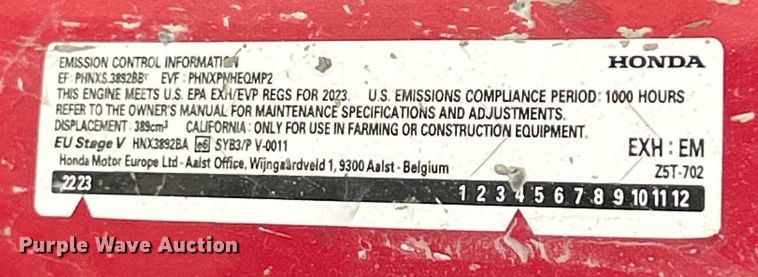 EMISSION CONTROL INFORMATION HONDA
EF: PHNXS.3892BB EVF: PHNXPNHEQMP2
THIS ENGINE MEETS U.S. EPA EXH/EVP REGS FOR 2023. U.S. EMISSIONS COMPLIANCE PERIOD: 1000 HOURS
REFER TO THE OWNER'S MANUAL FOR MAINTENANCE SPECIFICATIONS AND ADJUSTMENTS.
DISPLACEMENT: 389cm³ CALIFORNIA: ONLY FOR USE IN FARMING OR CONSTRUCTION EQUIPMENT.
EU Stage V HNX3892BA e6 SYB3/P V-0011 EXH: EM
Honda Motor Europe Ltd - Aalst Office, Wijngaardveld 1, 9300 Aalst - Belgium Z5T-702
22 23 1 2 3 4 5 6 7 8 9 10 11 12
Purple Wave Auction